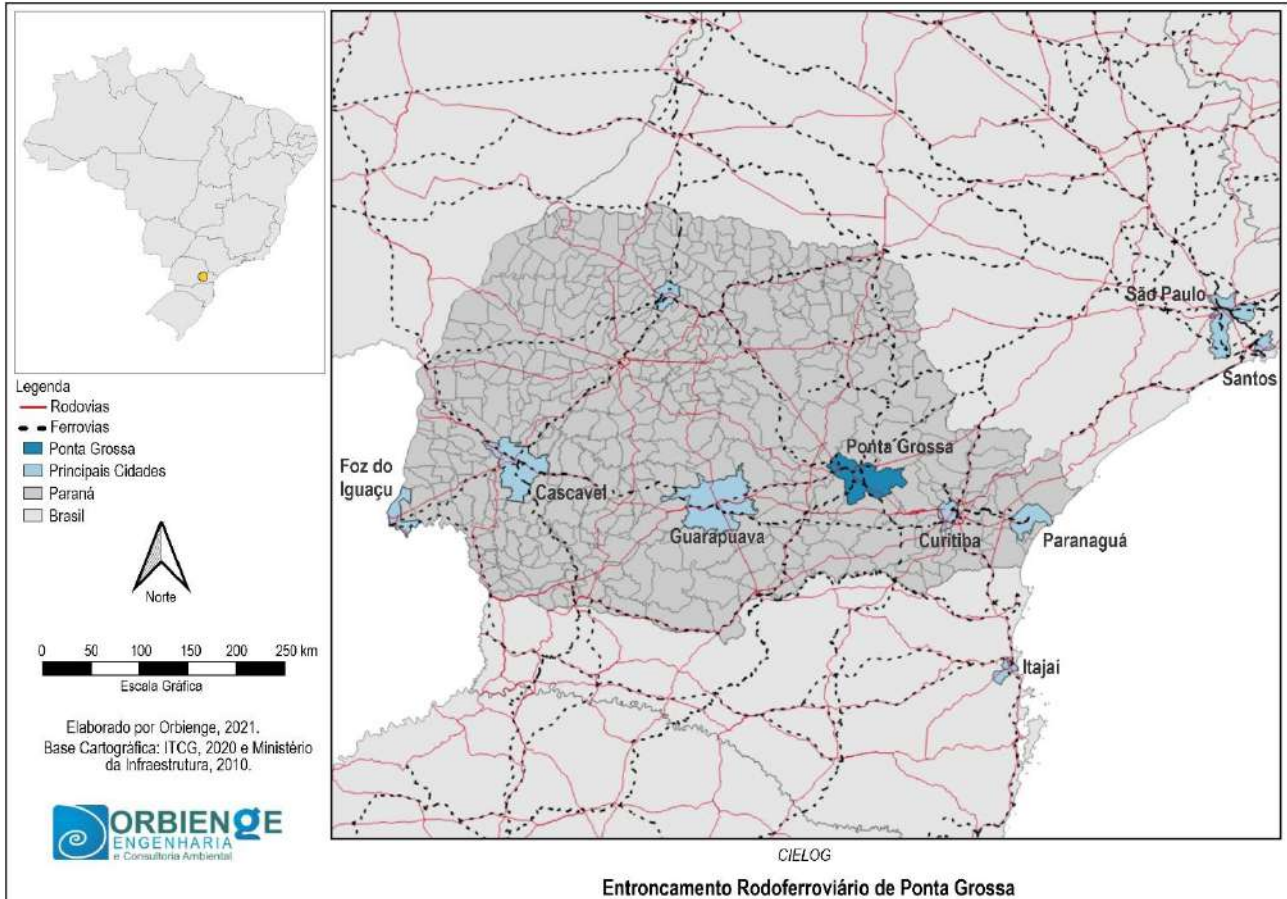 Legenda
Rodovias
Ferrovias
Ponta Grossa
Principais Cidades
Paraná
Brasil
Norte
0 50 100 150 200 250 km
Escala Gráfica
Elaborado por Orbienge, 2021.
Base Cartográfica: ITCG, 2020 e Ministério
da Infraestrutura, 2010.
ORBIENgE
ENGENHARIA
e Consultoria Ambiental
São Paulo
Santos
Ponta Grossa
Foz do
Iguaçu
Cascavel
Guarapuava
Curitiba
Paranaguá
Itajaí
CIELOG
Entroncamento Rodoferroviário de Ponta Grossa